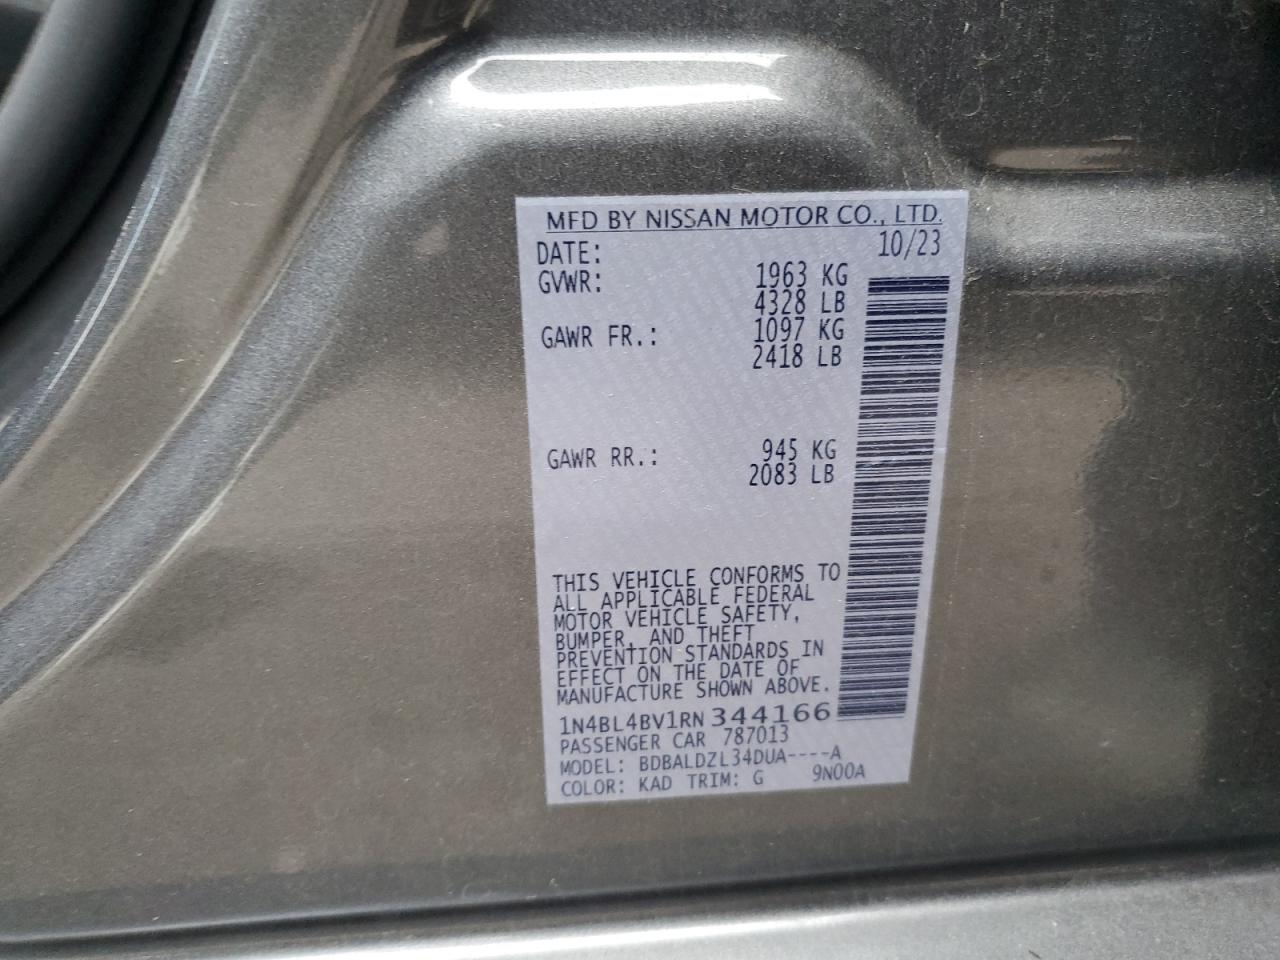 MFD BY NISSAN MOTOR CO., LTD.
DATE: 10/23
GVWR: 1963 KG
4328 LB
GAWR FR.: 1097 KG
2418 LB
GAWR RR.: 945 KG
2083 LB
THIS VEHICLE CONFORMS TO
ALL APPLICABLE FEDERAL
MOTOR VEHICLE SAFETY,
BUMPER, AND THEFT
PREVENTION STANDARDS IN
EFFECT ON THE DATE OF
MANUFACTURE SHOWN ABOVE.
1N4BL4BV1RN344166
PASSENGER CAR 787013
MODEL: BDBALDZL34DUA----A
COLOR: KAD TRIM: G 9N00A